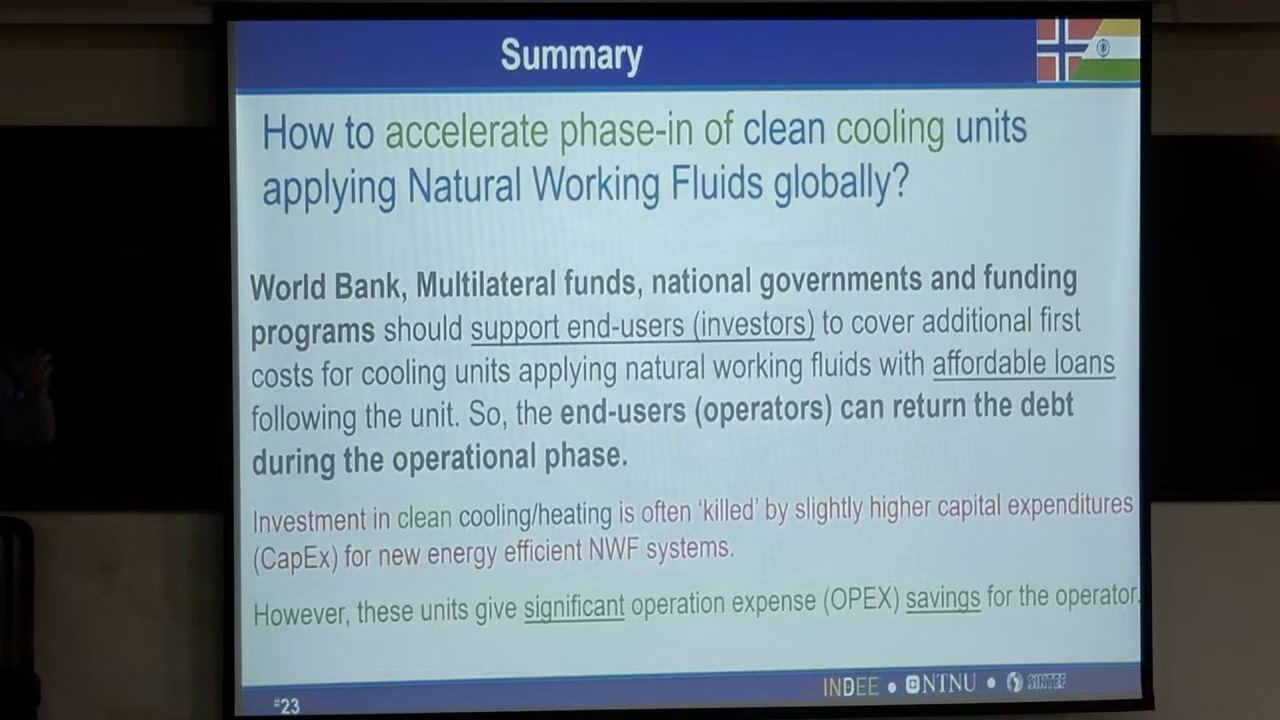 Summary
How to accelerate phase-in of clean cooling units
applying Natural Working Fluids globally?
World Bank, Multilateral funds, national governments and funding
programs should support end-users (investors) to cover additional first
costs for cooling units applying natural working fluids with affordable loans
following the unit. So, the end-users (operators) can return the debt
during the operational phase.
Investment in clean cooling/heating is often ‘killed’ by slightly higher capital expenditures
(CapEx) for new energy efficient NWF systems.
However, these units give significant operation expense (OPEX) savings for the operator.
#23
INDEE • NTNU • SINTEF